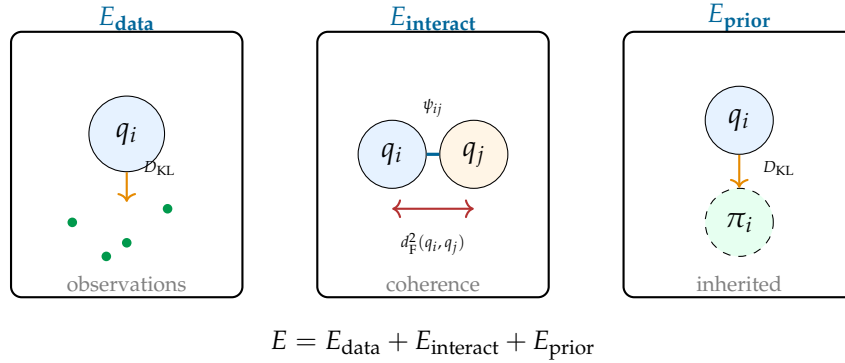 E_data
q_i
D_KL
observations
E_interact
ψ_ij
q_i q_j
d_F^2(q_i, q_j)
coherence
E_prior
q_i
D_KL
π_i
inherited
E = E_data + E_interact + E_prior